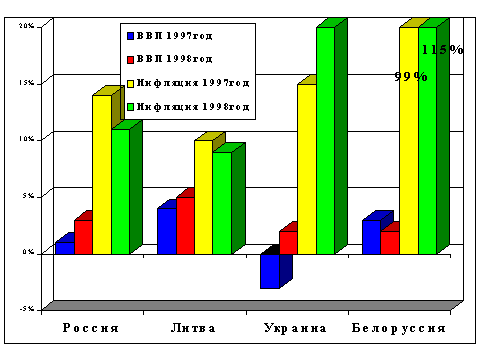 20%
15%
10%
5%
0%
-5%
ВВП 1997год
ВВП 1998год
Инфляция 1997год
Инфляция 1998год
115%
99%
Россия
Литва
Украина
Белоруссия